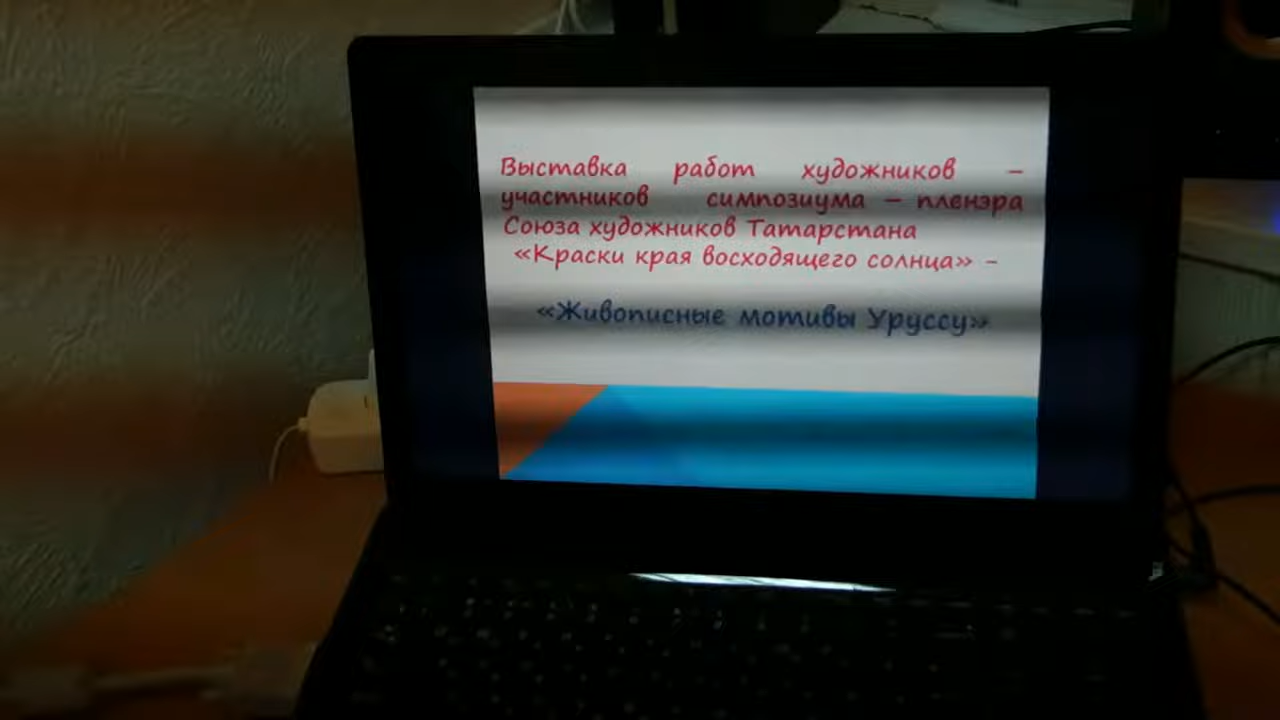 Выставка работ художников –
участников симпозиума – пленэра
Союза художников Татарстана
«Краски края восходящего солнца» -
«Живописные мотивы Уруссу»